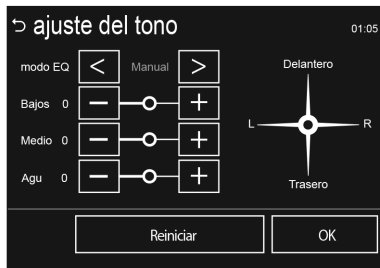 ajuste del tono
01:05
modo EQ < Manual >
Bajos 0 − +
Medio 0 − +
Agu 0 − +
Delantero
L R
Trasero
Reiniciar OK